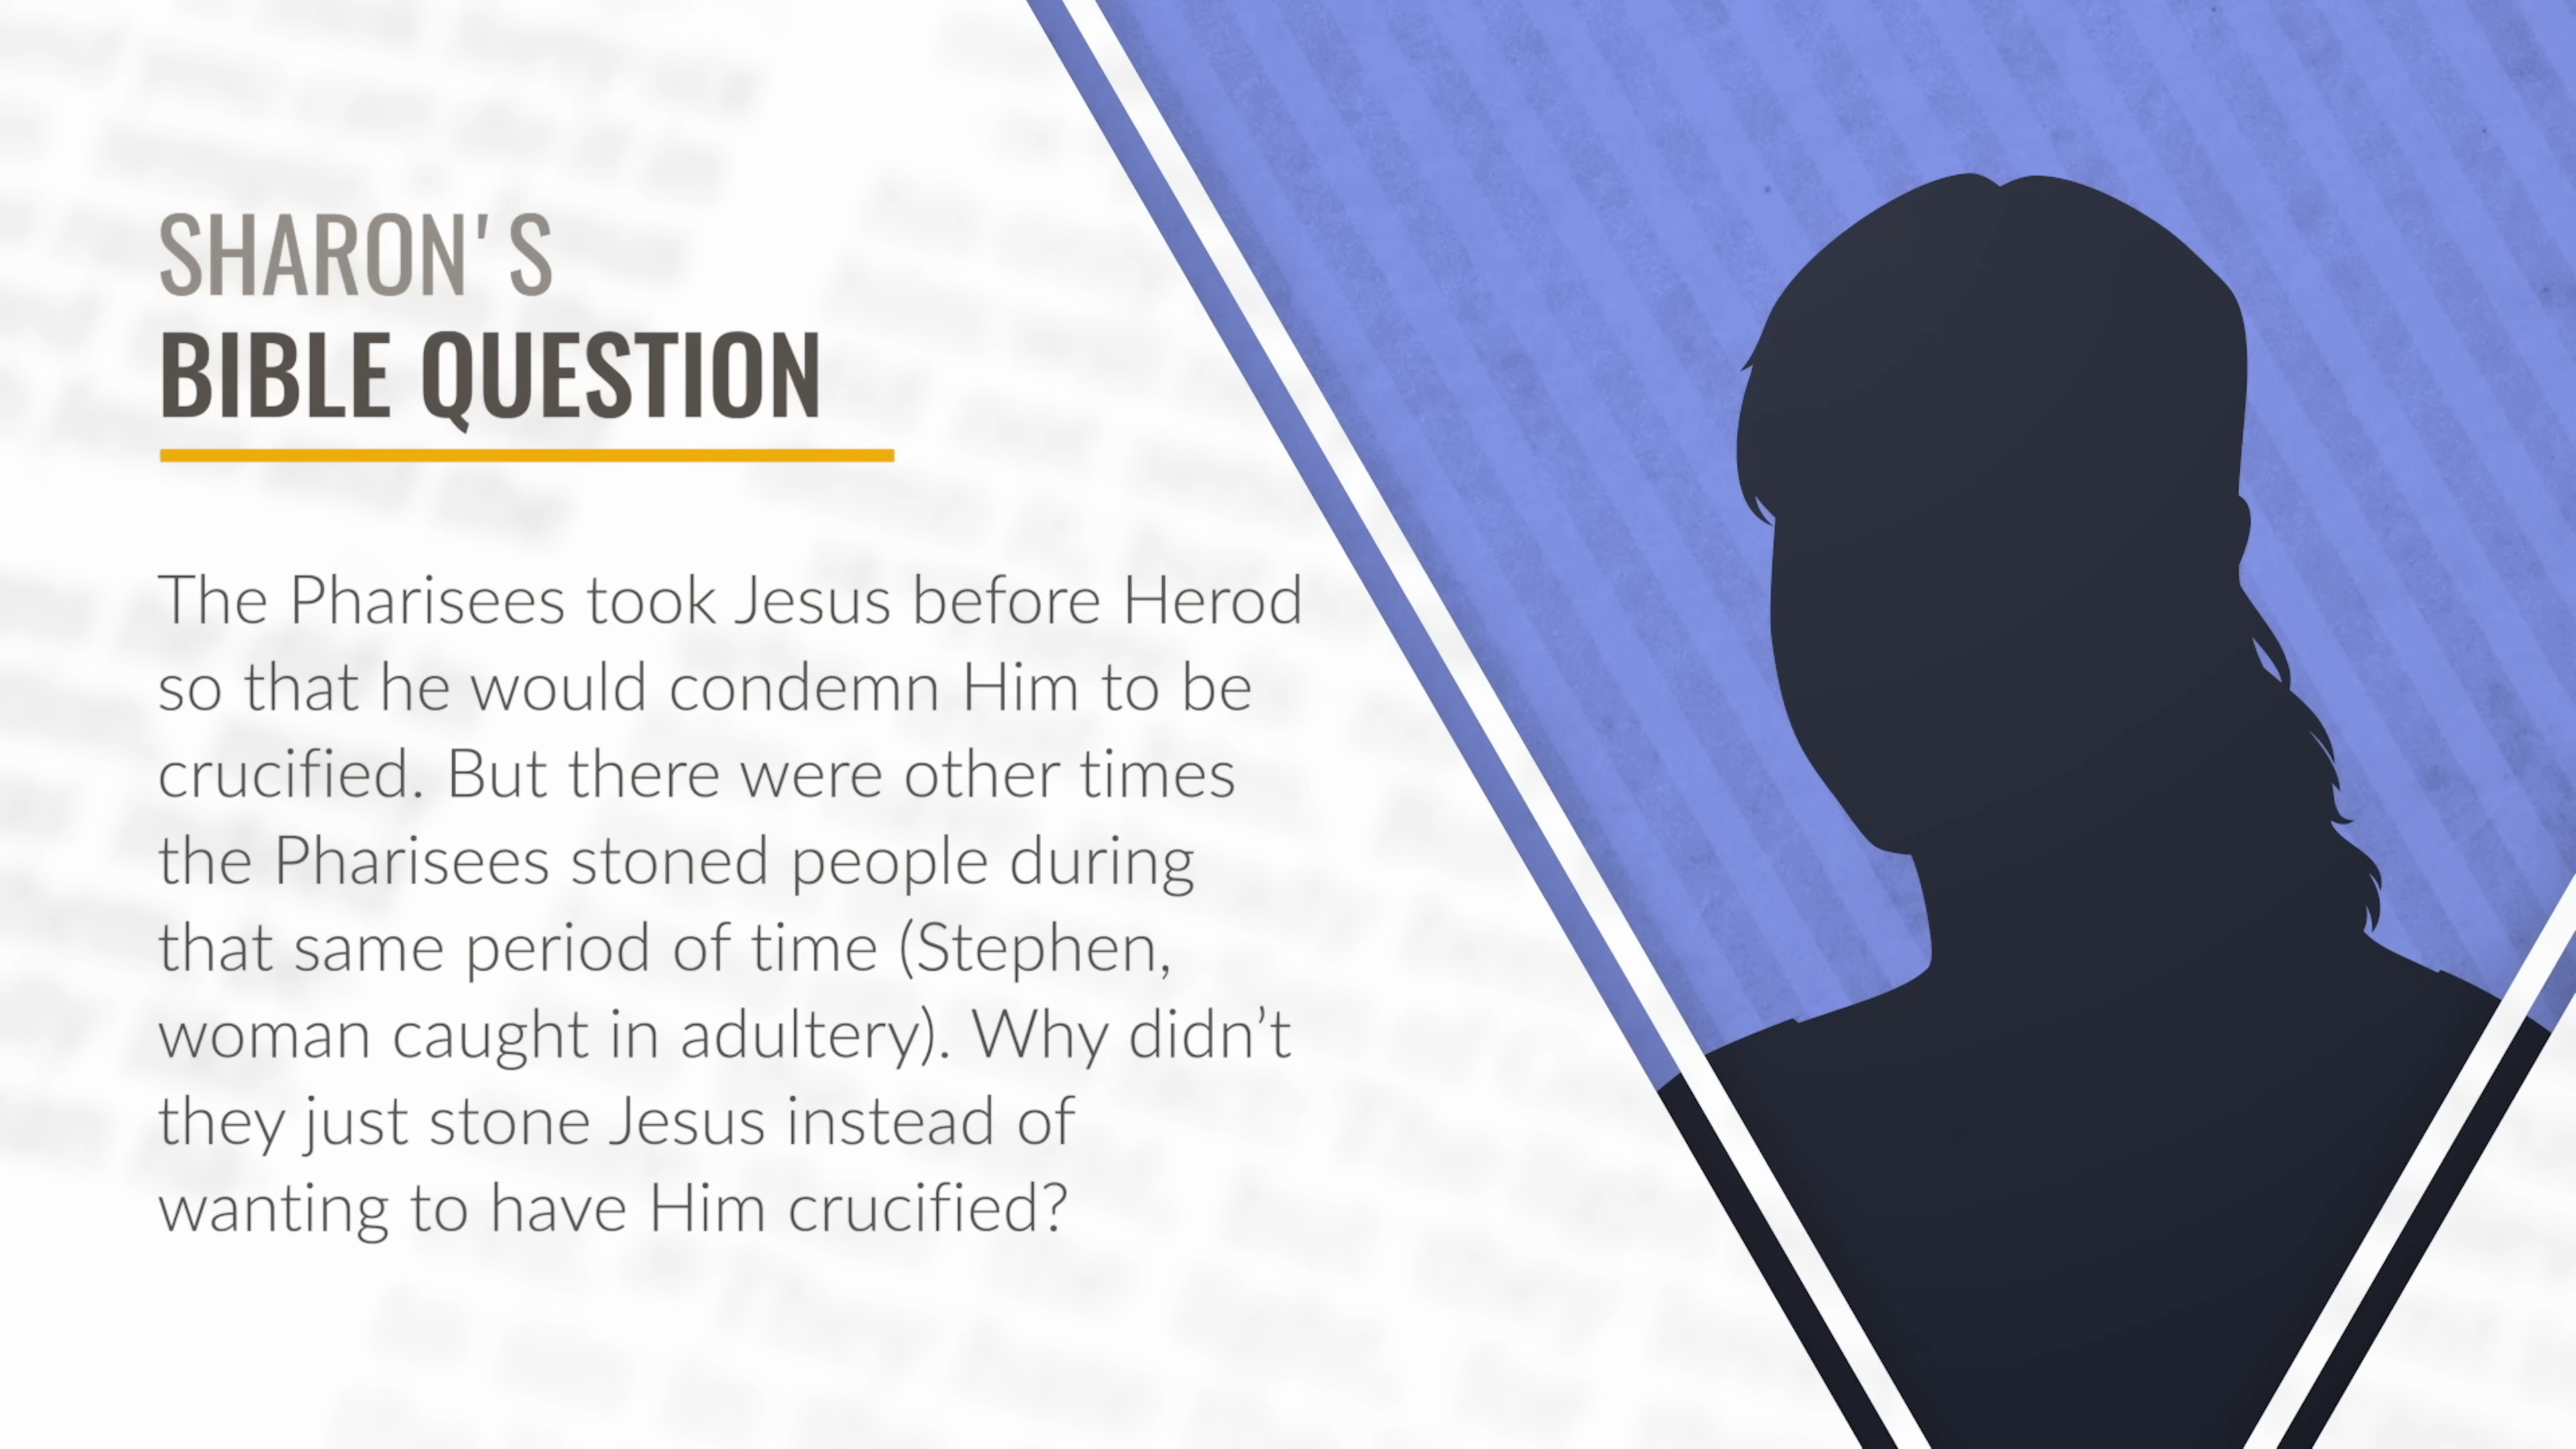 SHARON'S
BIBLE QUESTION
The Pharisees took Jesus before Herod
so that he would condemn Him to be
crucified. But there were other times
the Pharisees stoned people during
that same period of time (Stephen,
woman caught in adultery). Why didn’t
they just stone Jesus instead of
wanting to have Him crucified?